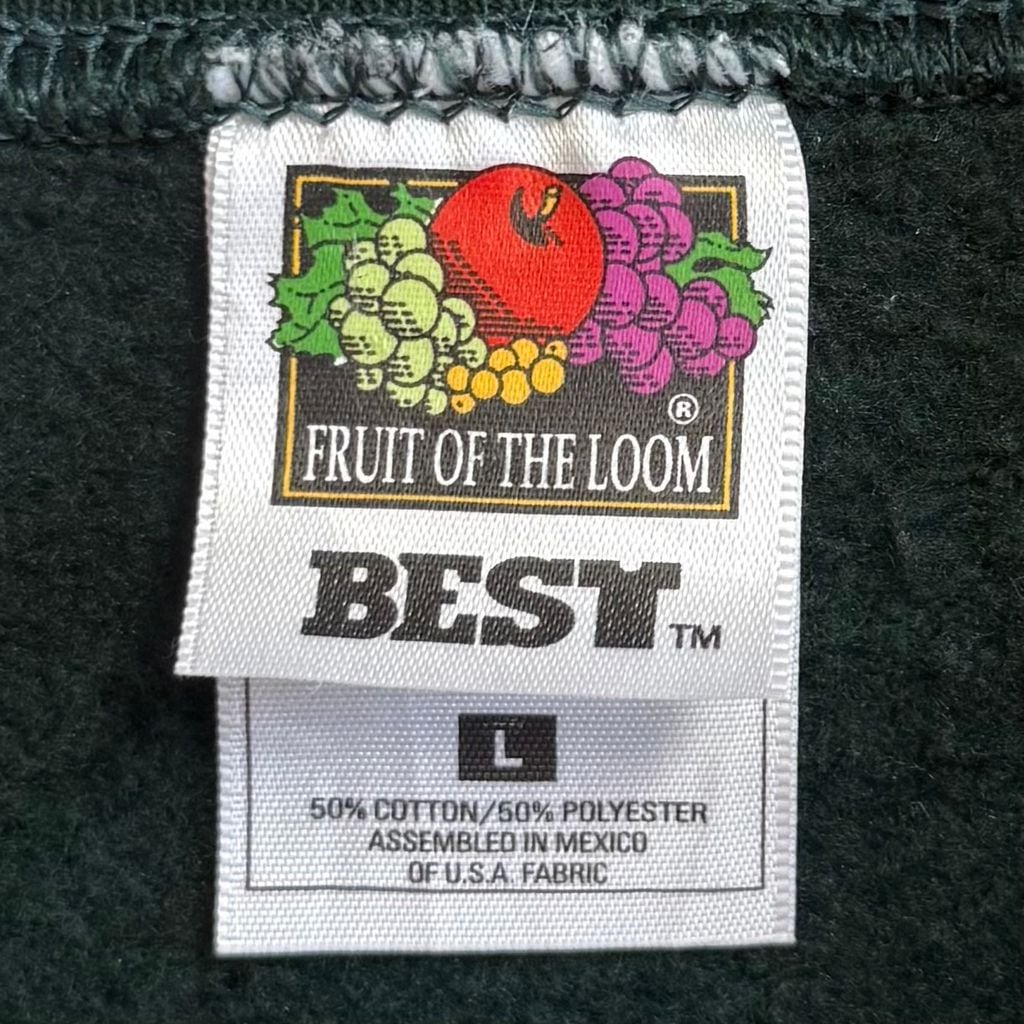 ®
FRUIT OF THE LOOM
BEST™
L
50% COTTON/50% POLYESTER
ASSEMBLED IN MEXICO
OF U.S.A. FABRIC